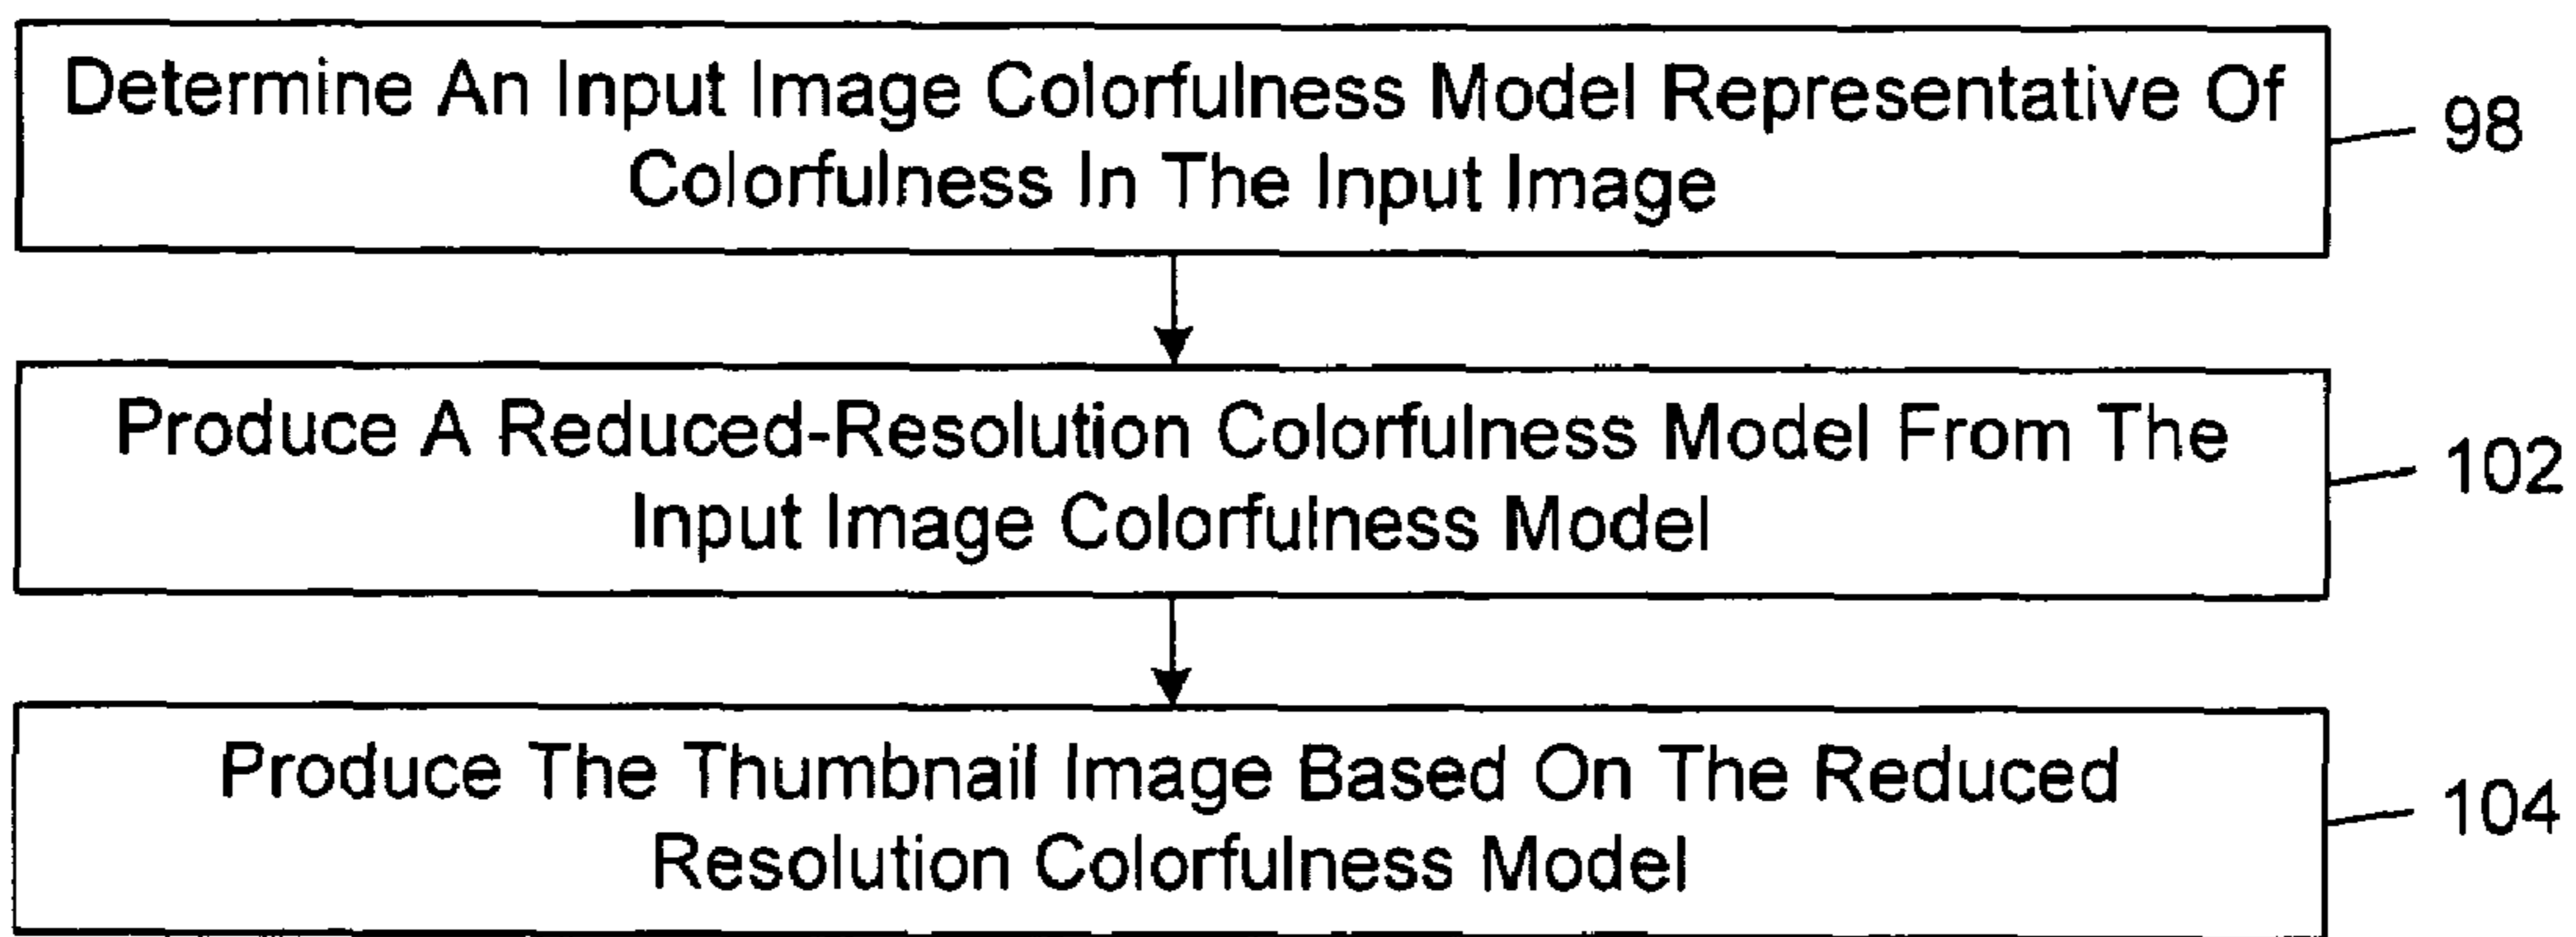 Determine An Input Image Colorfulness Model Representative Of
Colorfulness In The Input Image
98
Produce A Reduced-Resolution Colorfulness Model From The
Input Image Colorfulness Model
102
Produce The Thumbnail Image Based On The Reduced
Resolution Colorfulness Model
104